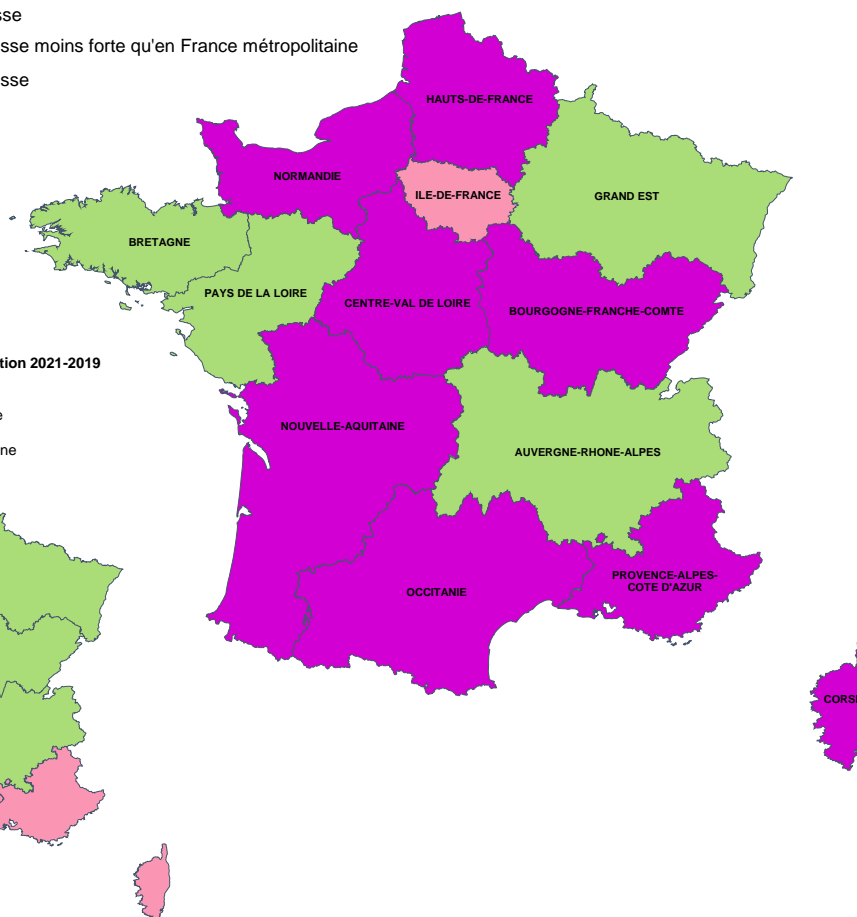 sse
sse moins forte qu'en France métropolitaine
sse
HAUTS-DE-FRANCE
NORMANDIE
ILE-DE-FRANCE
GRAND EST
BRETAGNE
PAYS DE LA LOIRE
CENTRE-VAL DE LOIRE
BOURGOGNE-FRANCHE-COMTE
tion 2021-2019
e
NOUVELLE-AQUITAINE
ne
AUVERGNE-RHONE-ALPES
PROVENCE-ALPES-
COTE D'AZUR
OCCITANIE
CORS